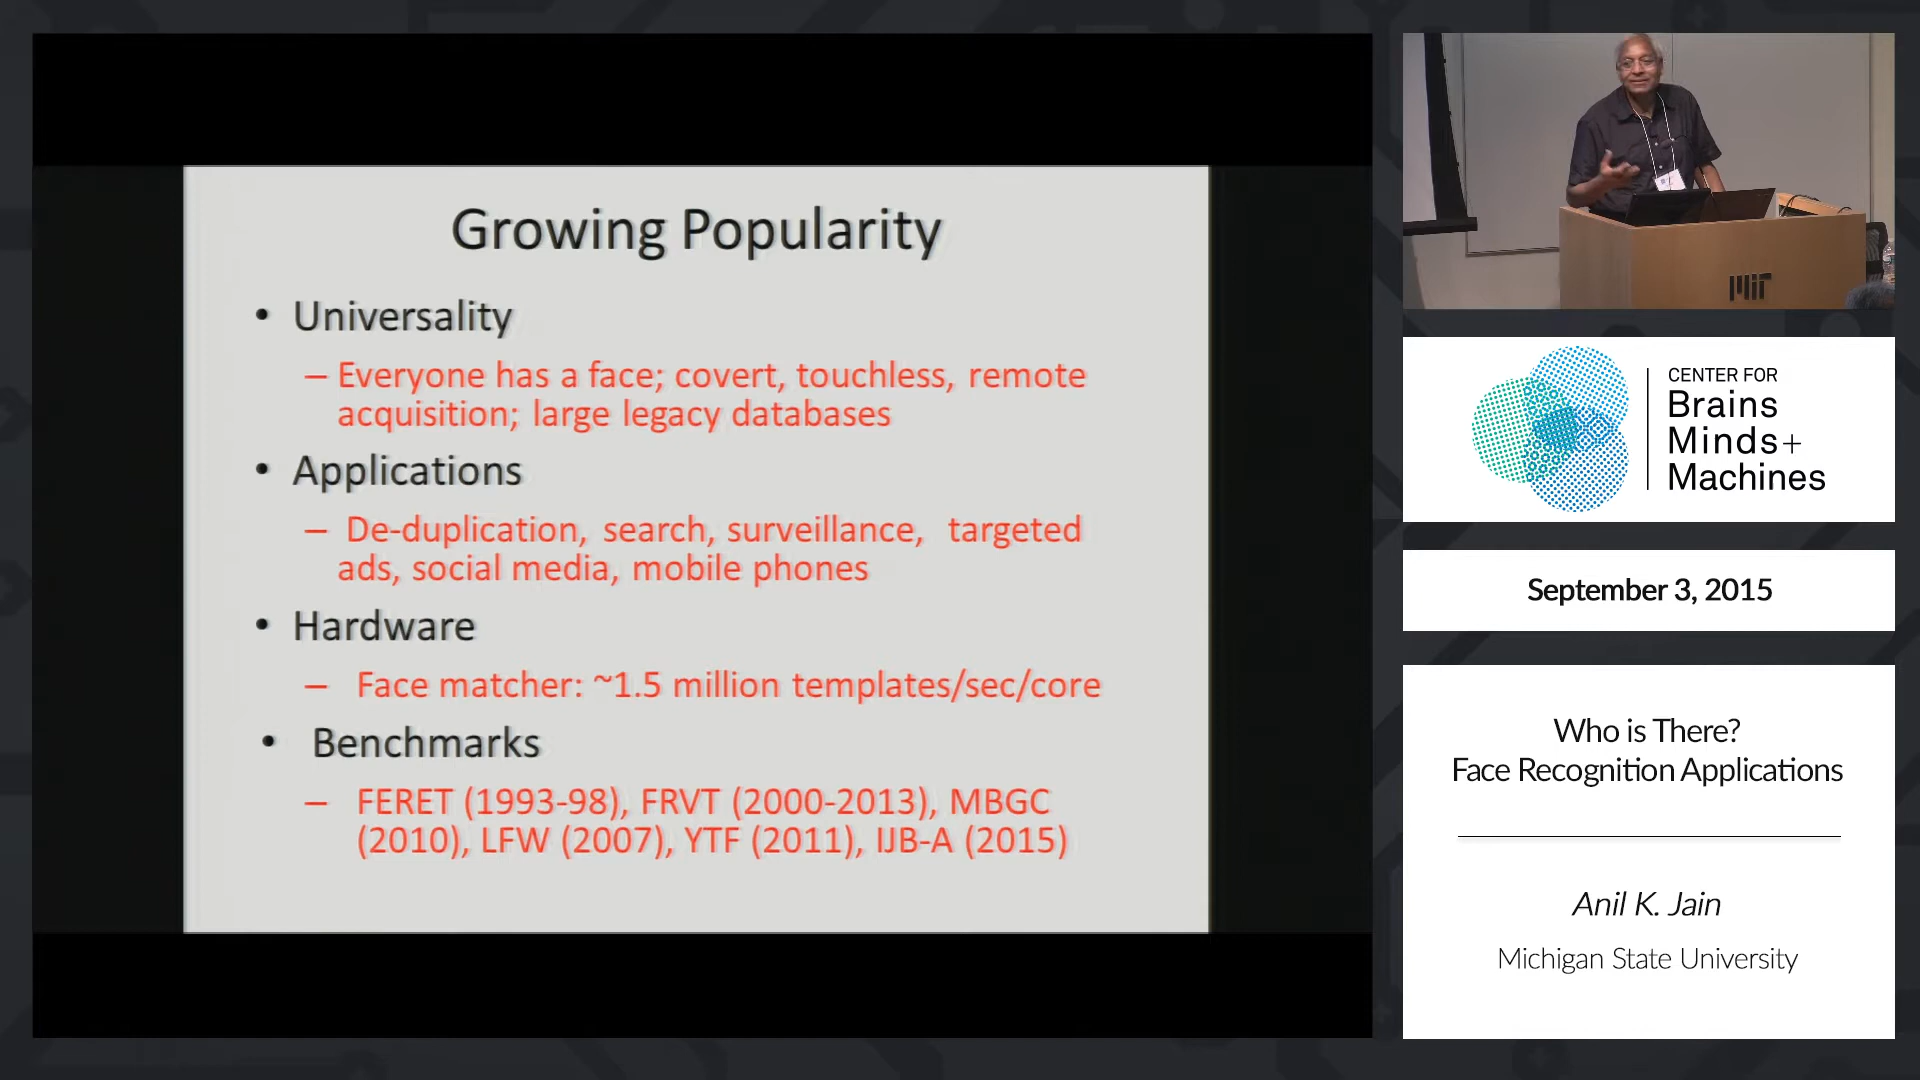 Growing Popularity
• Universality
– Everyone has a face; covert, touchless, remote
acquisition; large legacy databases
• Applications
– De-duplication, search, surveillance, targeted
ads, social media, mobile phones
• Hardware
– Face matcher: ~1.5 million templates/sec/core
• Benchmarks
– FERET (1993-98), FRVT (2000-2013), MBGC
(2010), LFW (2007), YTF (2011), IJB-A (2015)
MIT
CENTER FOR
Brains
Minds+
Machines
September 3, 2015
Who is There?
Face Recognition Applications
Anil K. Jain
Michigan State University